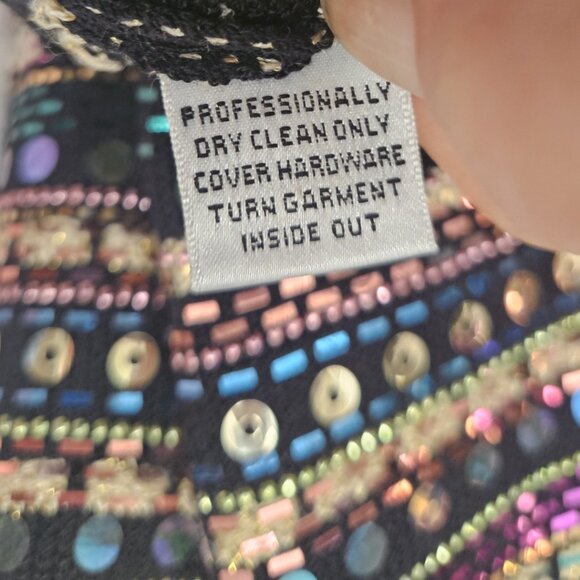 PROFESSIONALLY
DRY CLEAN ONLY
COVER HARDWARE
TURN GARMENT
INSIDE OUT